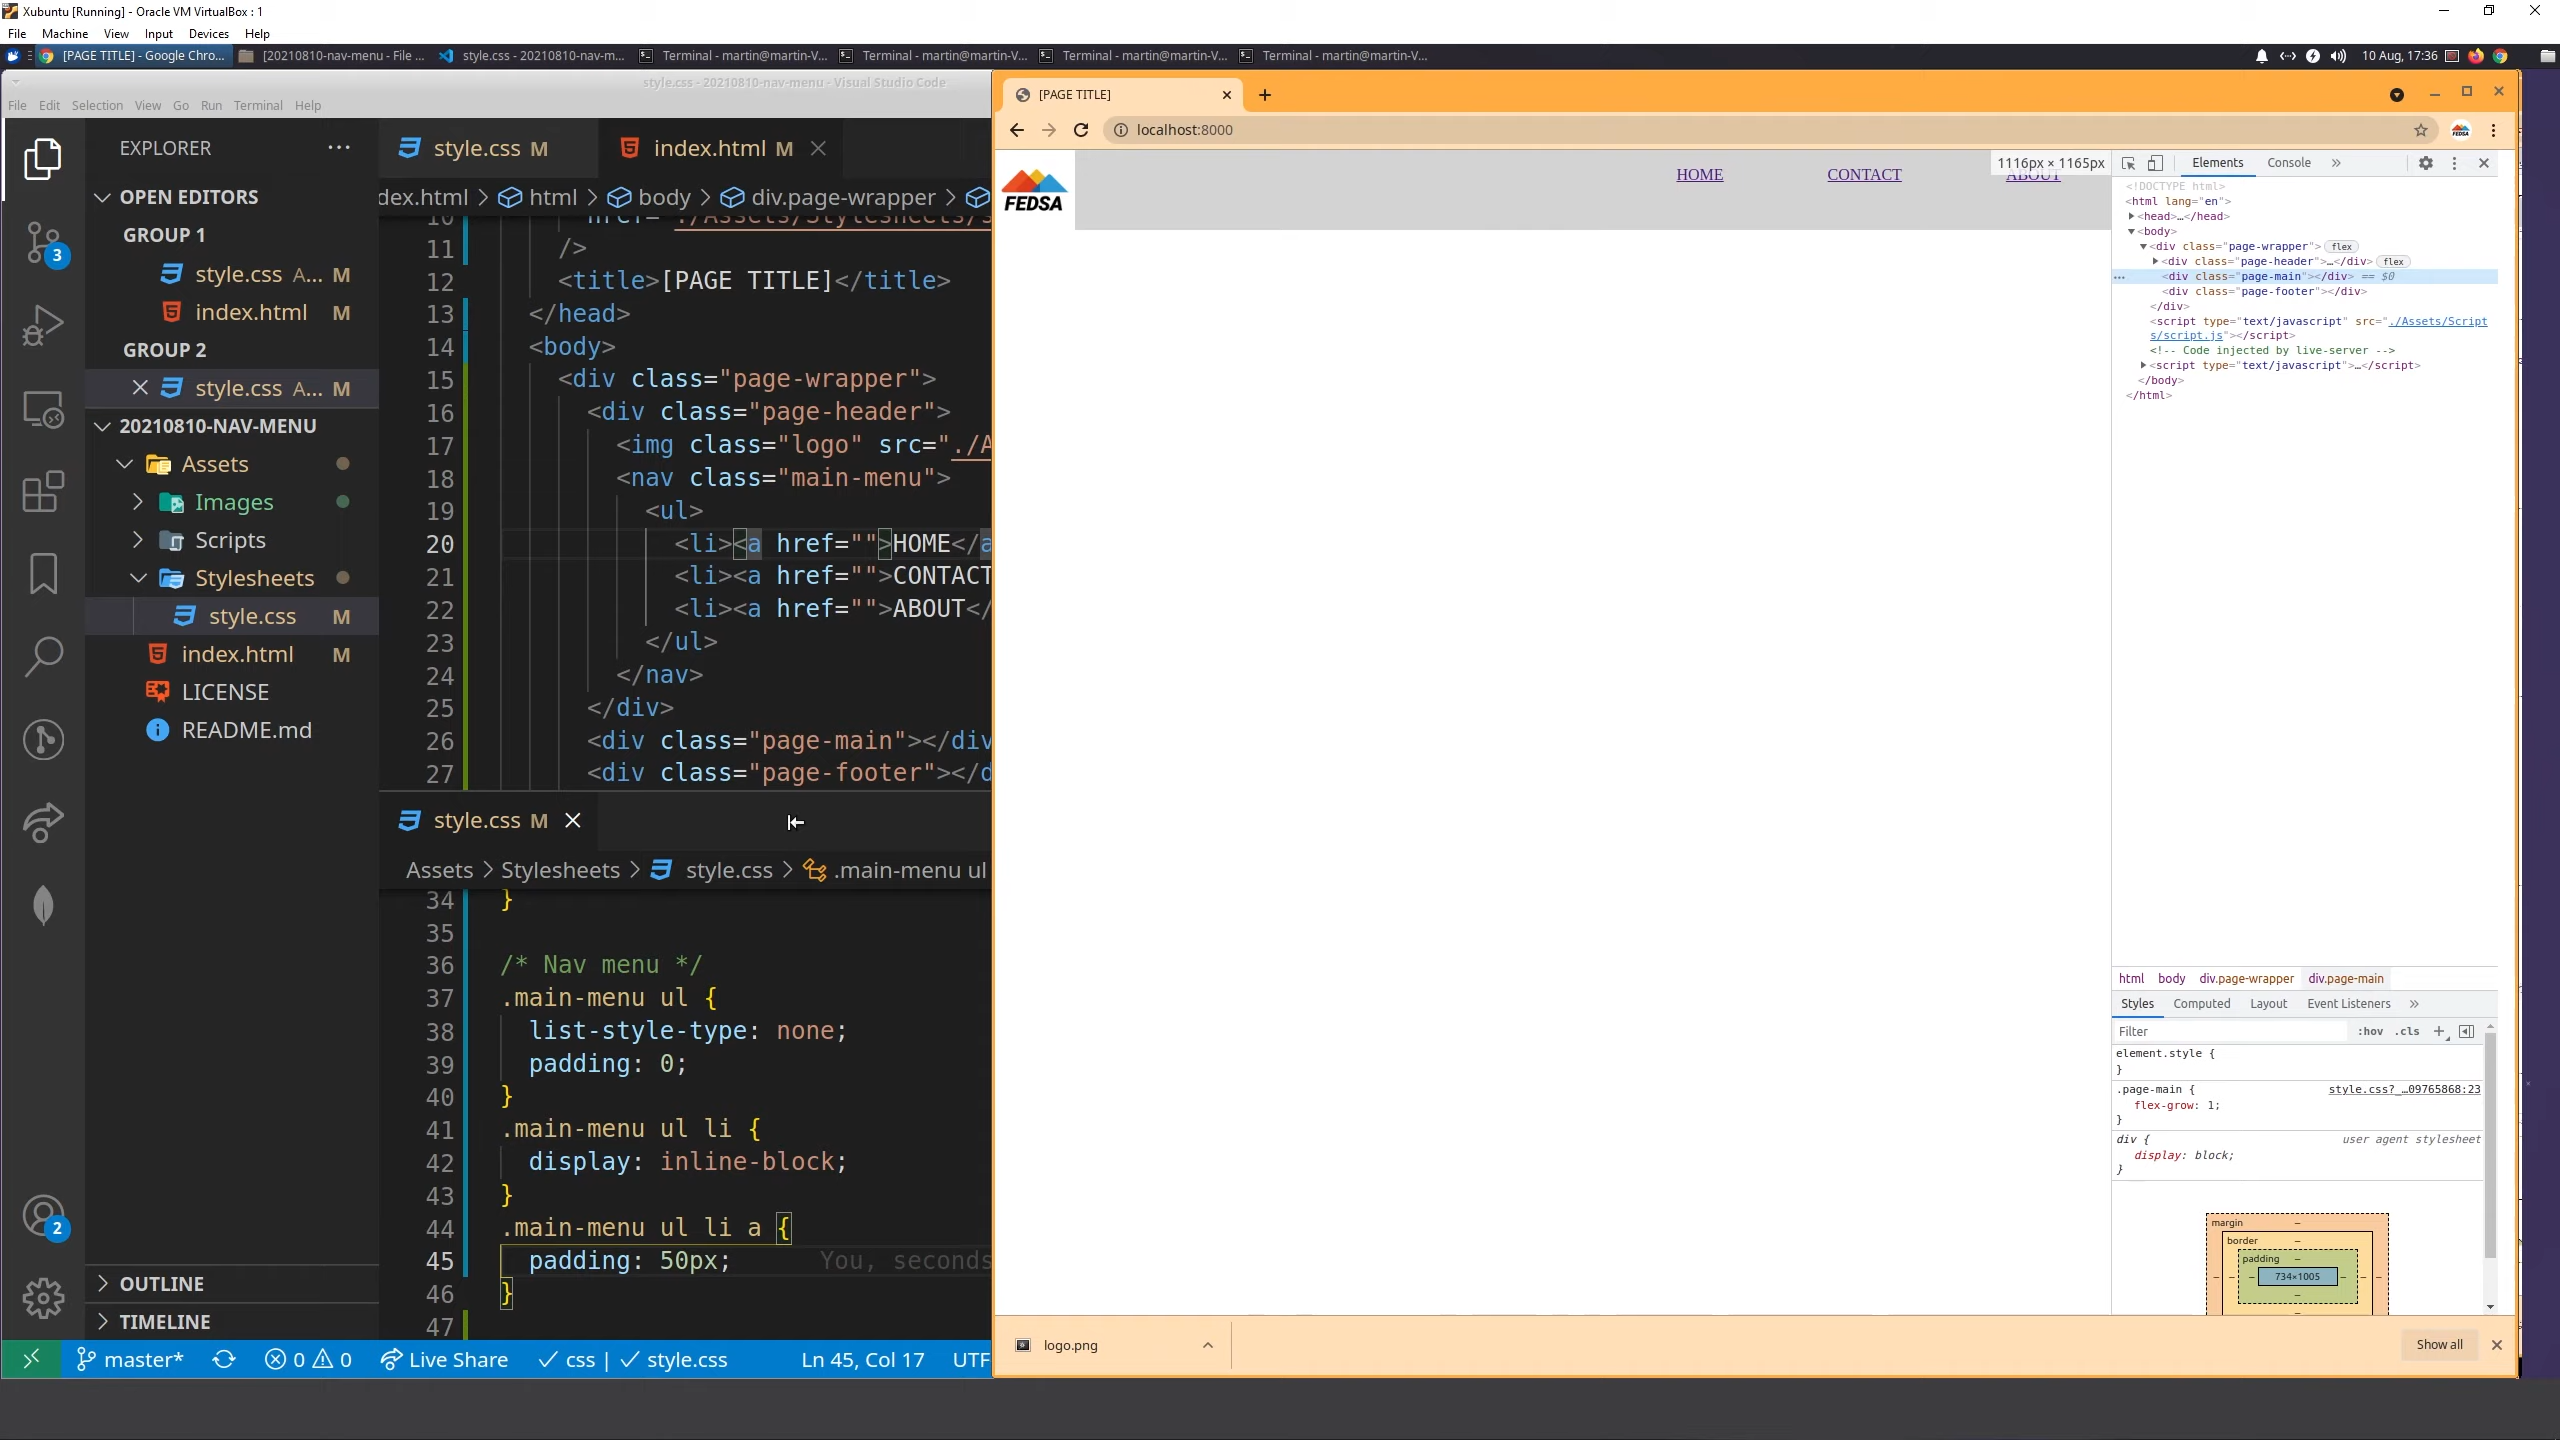 Xubuntu [Running] - Oracle VM VirtualBox : 1
File Machine View Input Devices Help
[PAGE TITLE] - Google Chro... [20210810-nav-menu - File ... style.css - 20210810-nav-m... Terminal - martin@martin-V... Terminal - martin@martin-V... Terminal - martin@martin-V... Terminal - martin@martin-V... 10 Aug, 17:36
style.css - 20210810-nav-menu - Visual Studio Code
File Edit Selection View Go Run Terminal Help
EXPLORER ...
OPEN EDITORS
GROUP 1
style.css A... M
index.html M
GROUP 2
style.css A... M
20210810-NAV-MENU
Assets
Images
Scripts
Stylesheets
style.css M
index.html M
LICENSE
README.md
OUTLINE
TIMELINE
3
2
style.css M index.html M
dex.html > html > body > div.page-wrapper >
10 href="./Assets/Stylesheets/s
11 />
12 <title>[PAGE TITLE]</title>
13 </head>
14 <body>
15 <div class="page-wrapper">
16 <div class="page-header">
17 <img class="logo" src="./A
18 <nav class="main-menu">
19 <ul>
20 <li><a href="">HOME</a
21 <li><a href="">CONTACT
22 <li><a href="">ABOUT</
23 </ul>
24 </nav>
25 </div>
26 <div class="page-main"></div
27 <div class="page-footer"></d
style.css M
Assets > Stylesheets > style.css > .main-menu ul
34 }
35
36 /* Nav menu */
37 .main-menu ul {
38 list-style-type: none;
39 padding: 0;
40 }
41 .main-menu ul li {
42 display: inline-block;
43 }
44 .main-menu ul li a {
45 padding: 50px; You, seconds
46 }
47
master* 0 0 Live Share css | style.css Ln 45, Col 17 UTF
[PAGE TITLE]
localhost:8000
FEDSA
FEDSA
HOME CONTACT ABOUT
1116px × 1165px
Elements Console »
<!DOCTYPE html>
<html lang="en">
<head>…</head>
<body>
<div class="page-wrapper"> flex
<div class="page-header">…</div> flex
<div class="page-main"></div> == $0
<div class="page-footer"></div>
</div>
<script type="text/javascript" src="./Assets/Script
s/script.js"></script>
<!-- Code injected by live-server -->
<script type="text/javascript">…</script>
</body>
</html>
html body div.page-wrapper div.page-main
Styles Computed Layout Event Listeners »
Filter :hov .cls +
element.style {
}
.page-main { style.css?_…09765868:23
flex-grow: 1;
}
div { user agent stylesheet
display: block;
}
margin –
border –
padding –
– – – 734×1005 – – –
–
–
logo.png
Show all